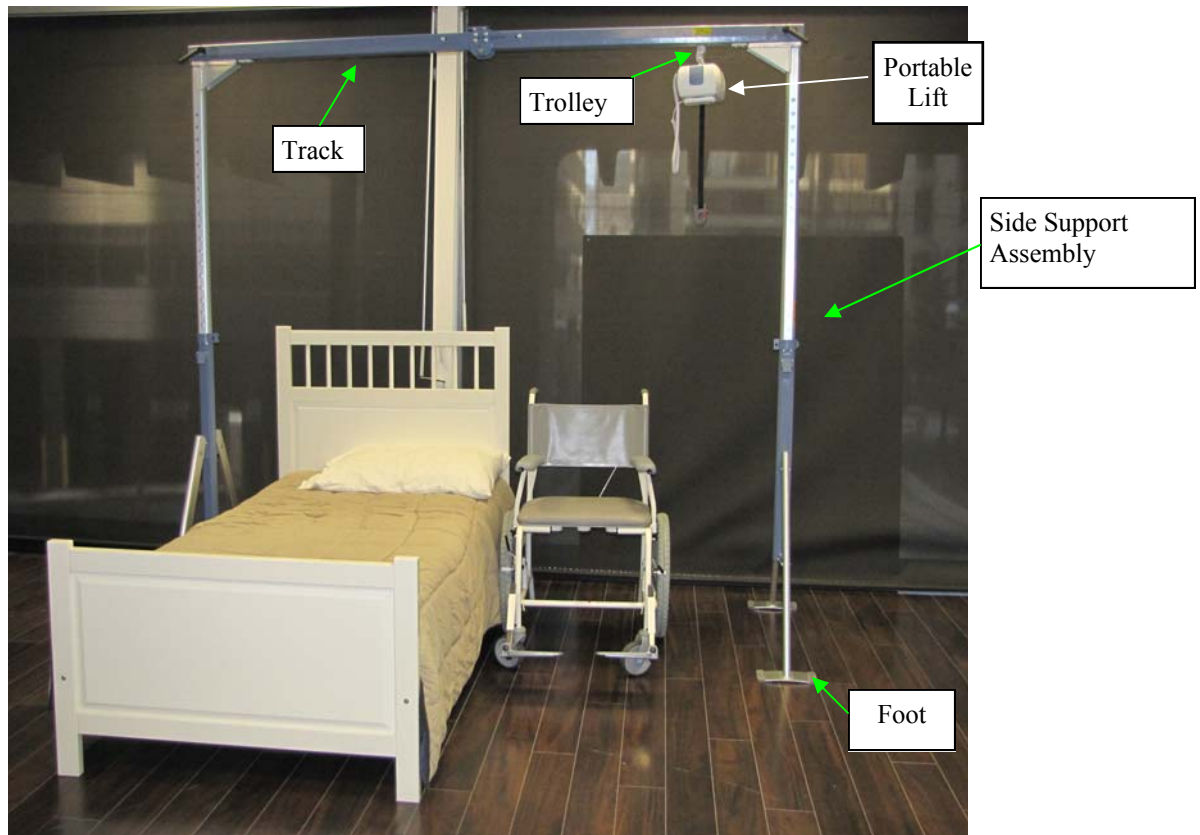 Portable
Lift
Trolley
Track
Side Support
Assembly
Foot